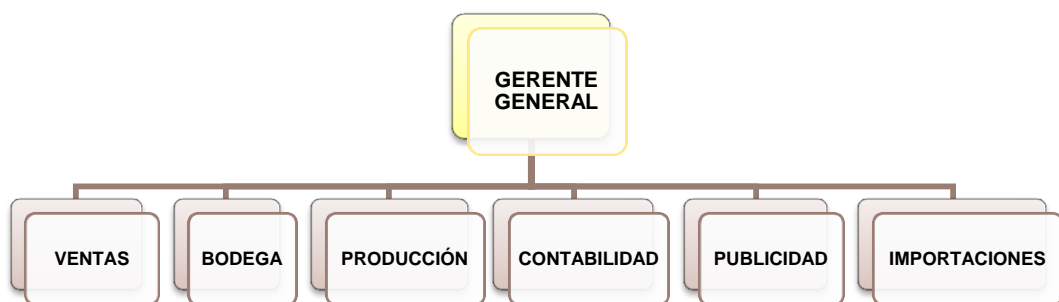 GERENTE
GENERAL
VENTAS
BODEGA
PRODUCCIÓN
CONTABILIDAD
PUBLICIDAD
IMPORTACIONES